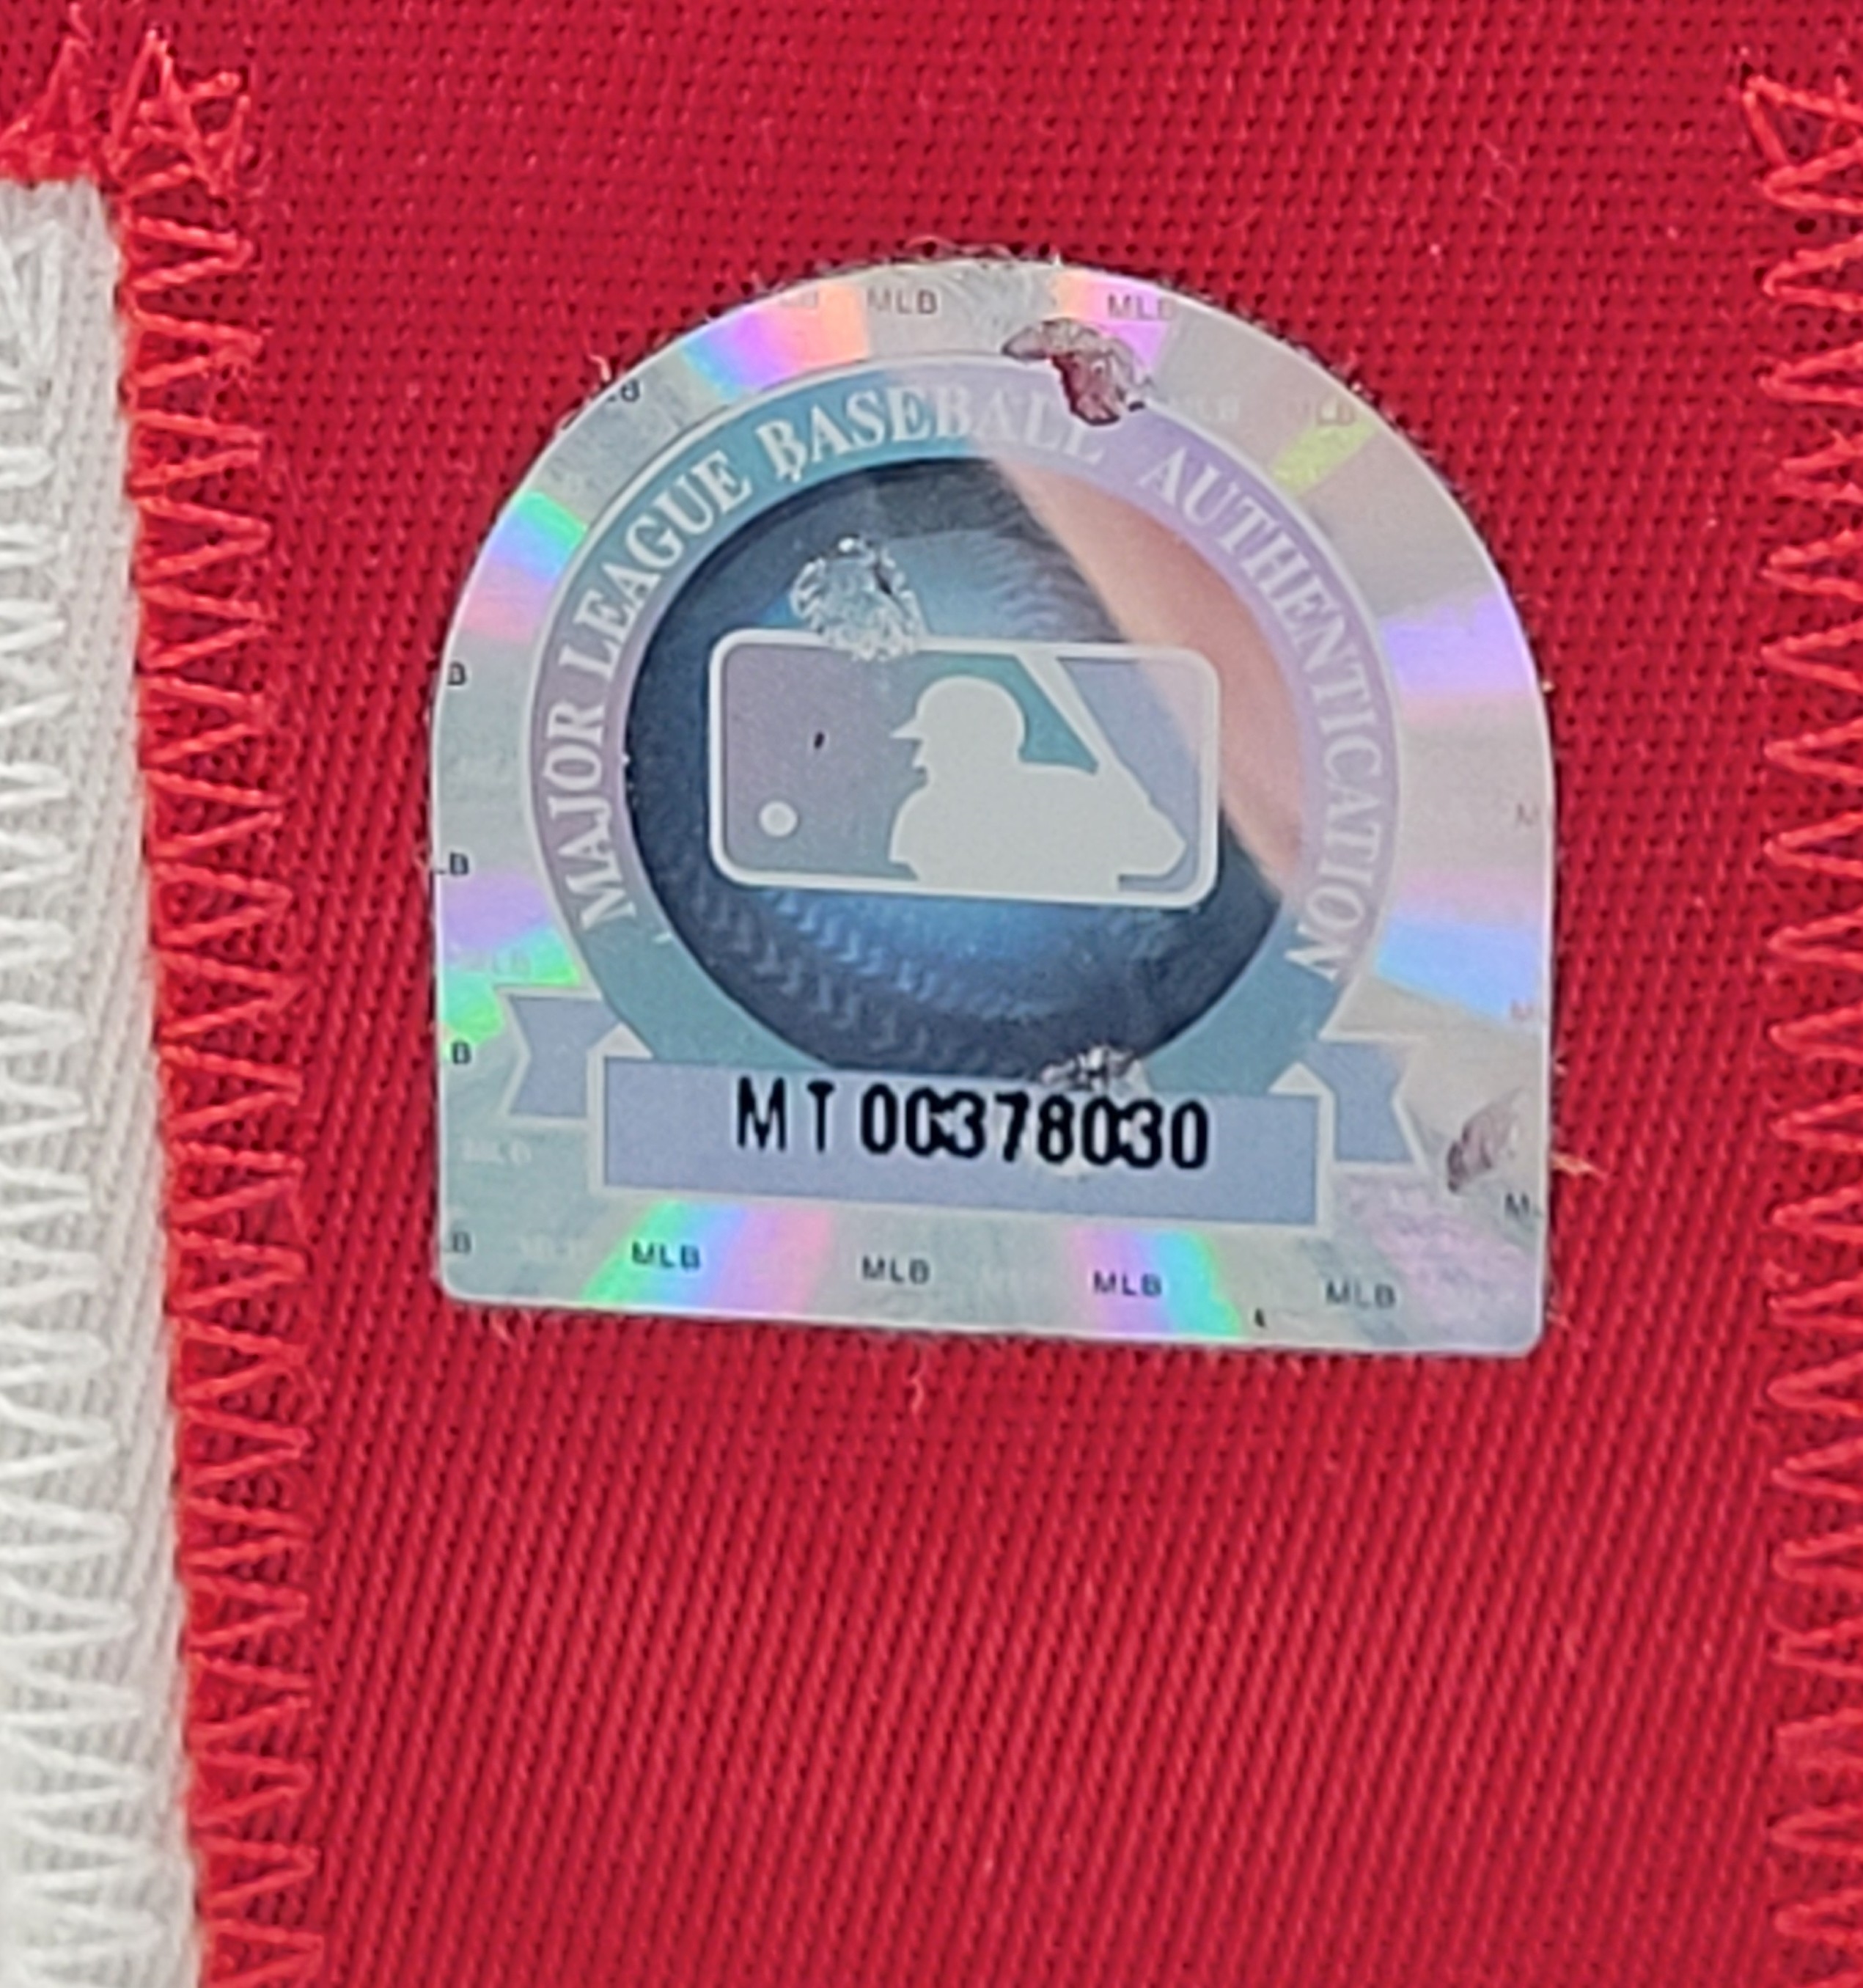 MLB MLB
MAJOR LEAGUE BASEBALL AUTHENTICATION
MT 00378030
MLB MLB MLB MLB